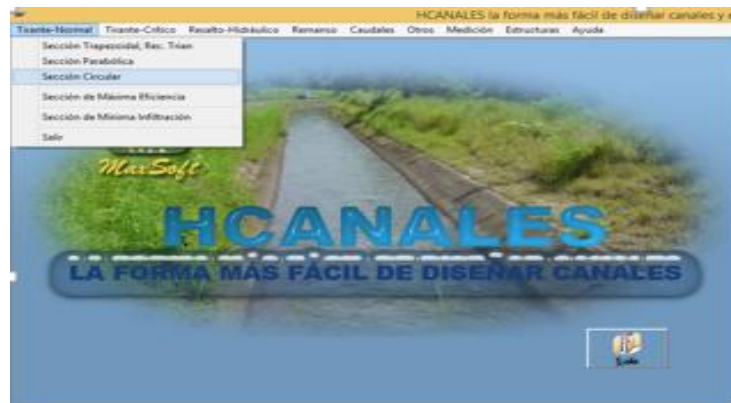 HCANALES la forma más fácil de diseñar canales y
Tirante-Normal Tirante-Crítico Resalto-Hidráulico Remanso Caudales Otros Medición Estructuras Ayuda
Sección Trapezoidal, Rec. Trian
Sección Parabólica
Sección Circular
Sección de Máxima Eficiencia
Sección de Mínima Infiltración
Salir
MaxSoft
HCANALES
LA FORMA MÁS FÁCIL DE DISEÑAR CANALES